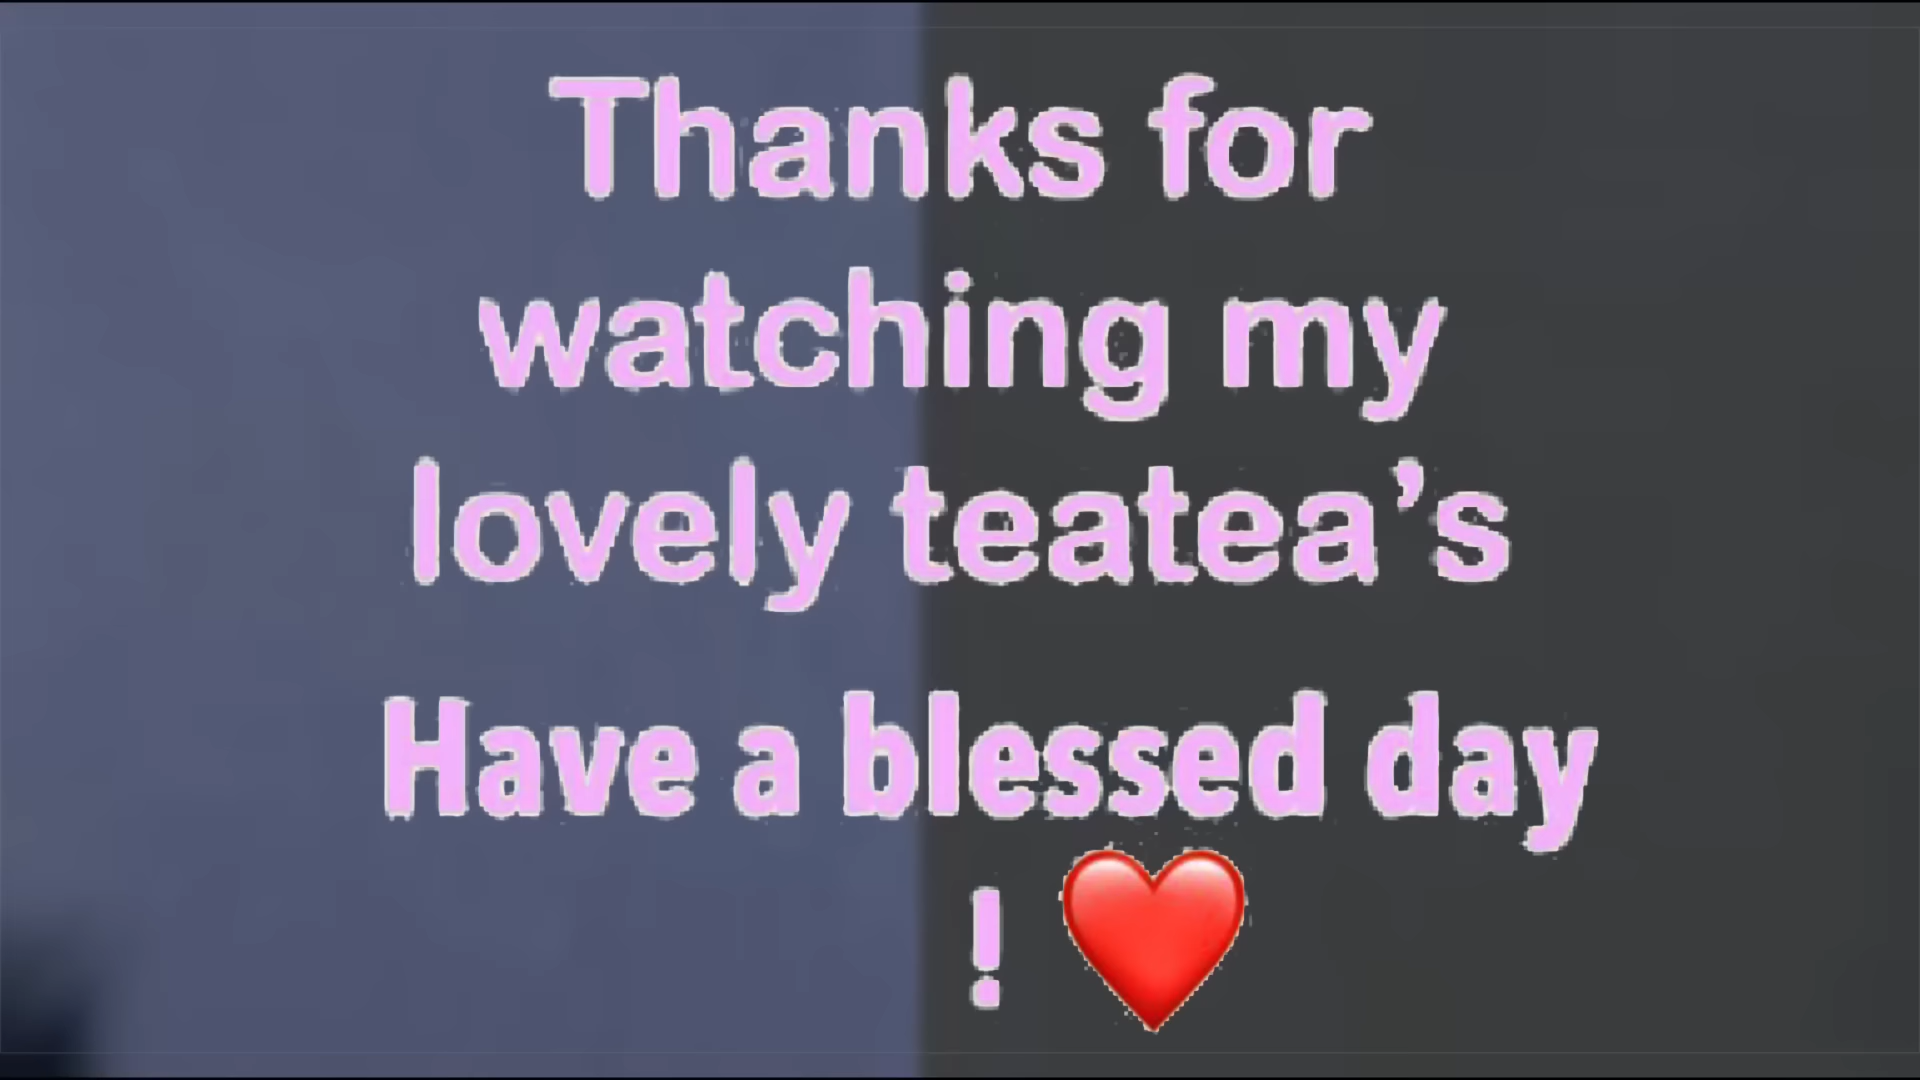 Thanks for
watching my
lovely teatea’s
Have a blessed day
! ❤️